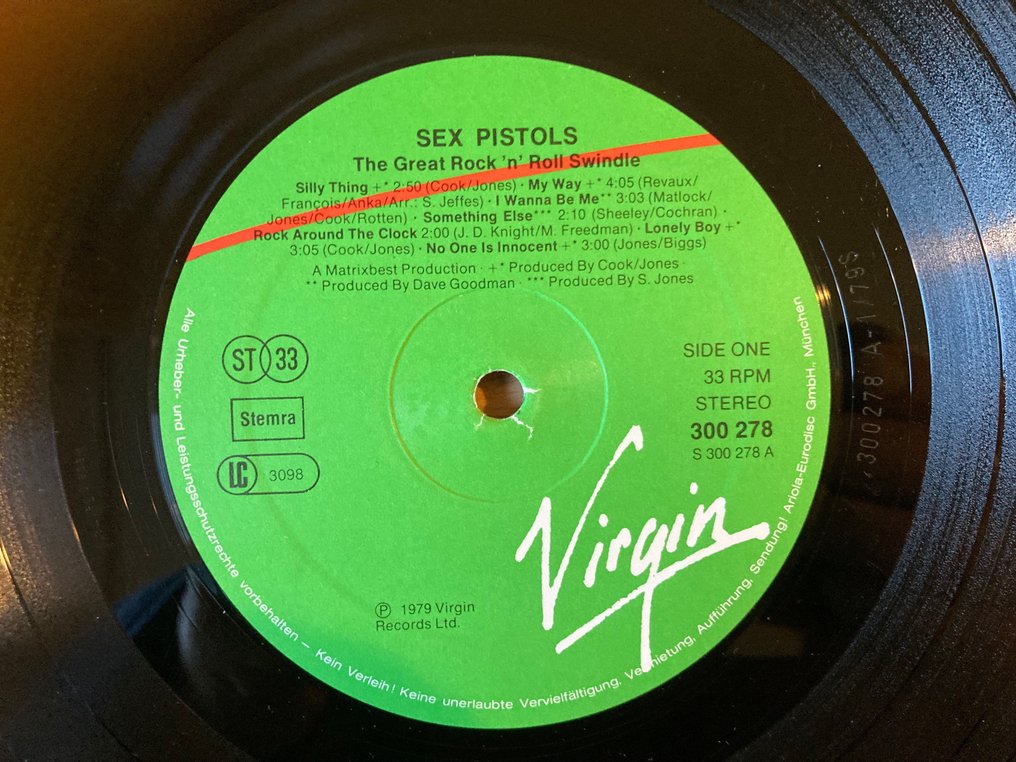 SEX PISTOLS
The Great Rock 'n' Roll Swindle
Silly Thing +* 2:50 (Cook/Jones) · My Way +* 4:05 (Revaux/
François/Anka/Arr.: S. Jeffes) · I Wanna Be Me** 3:03 (Matlock/
Jones/Cook/Rotten) · Something Else*** 2:10 (Sheeley/Cochran) ·
Rock Around The Clock 2:00 (J. D. Knight/M. Freedman) · Lonely Boy +*
3:05 (Cook/Jones) · No One Is Innocent +* 3:00 (Jones/Biggs)
A Matrixbest Production · +* Produced By Cook/Jones ·
** Produced By Dave Goodman · *** Produced By S. Jones
ST 33
Stemra
LC 3098
SIDE ONE
33 RPM
STEREO
300 278
S 300 278 A
Virgin
℗ 1979 Virgin
Records Ltd.
Alle Urheber- und Leistungsschutzrechte vorbehalten – Kein Verleih! Keine unerlaubte Vervielfältigung, Vermietung, Aufführung, Sendung! Ariola-Eurodisc GmbH., München
300278 A-1/79S